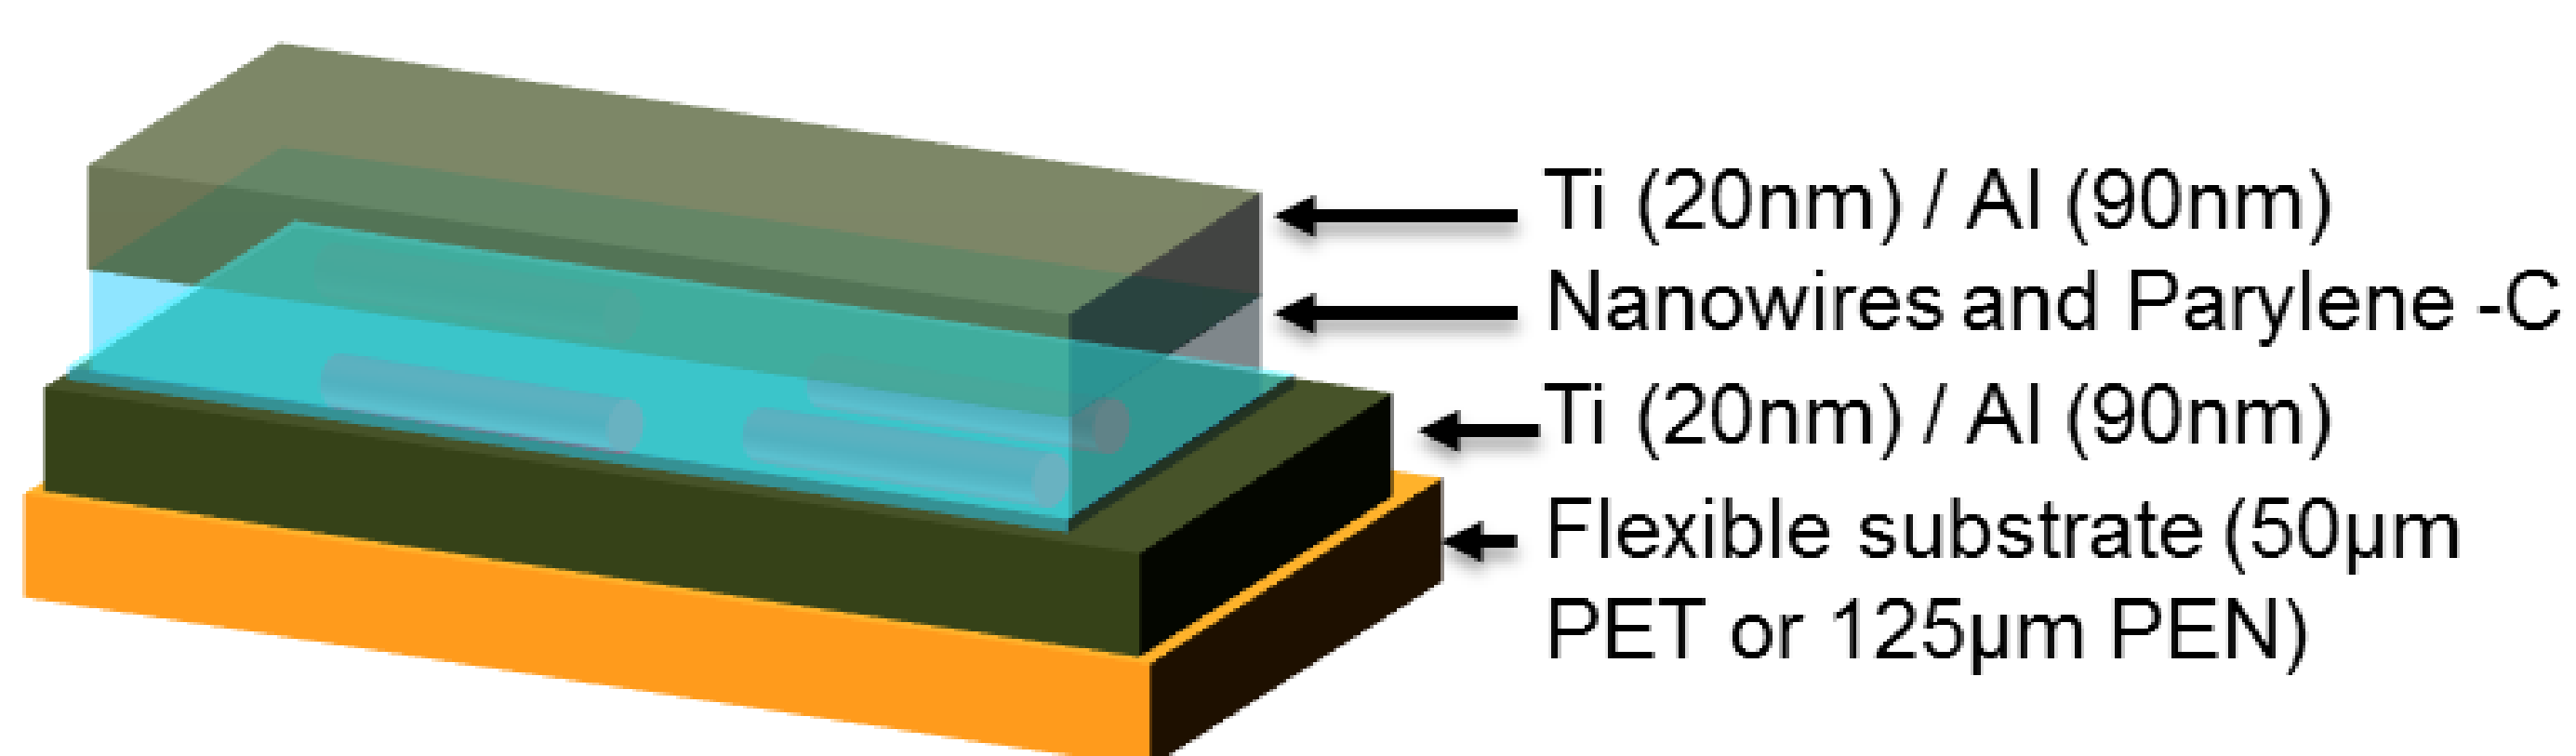 Ti (20nm) / Al (90nm)
Nanowires and Parylene -C
Ti (20nm) / Al (90nm)
Flexible substrate (50µm
PET or 125µm PEN)